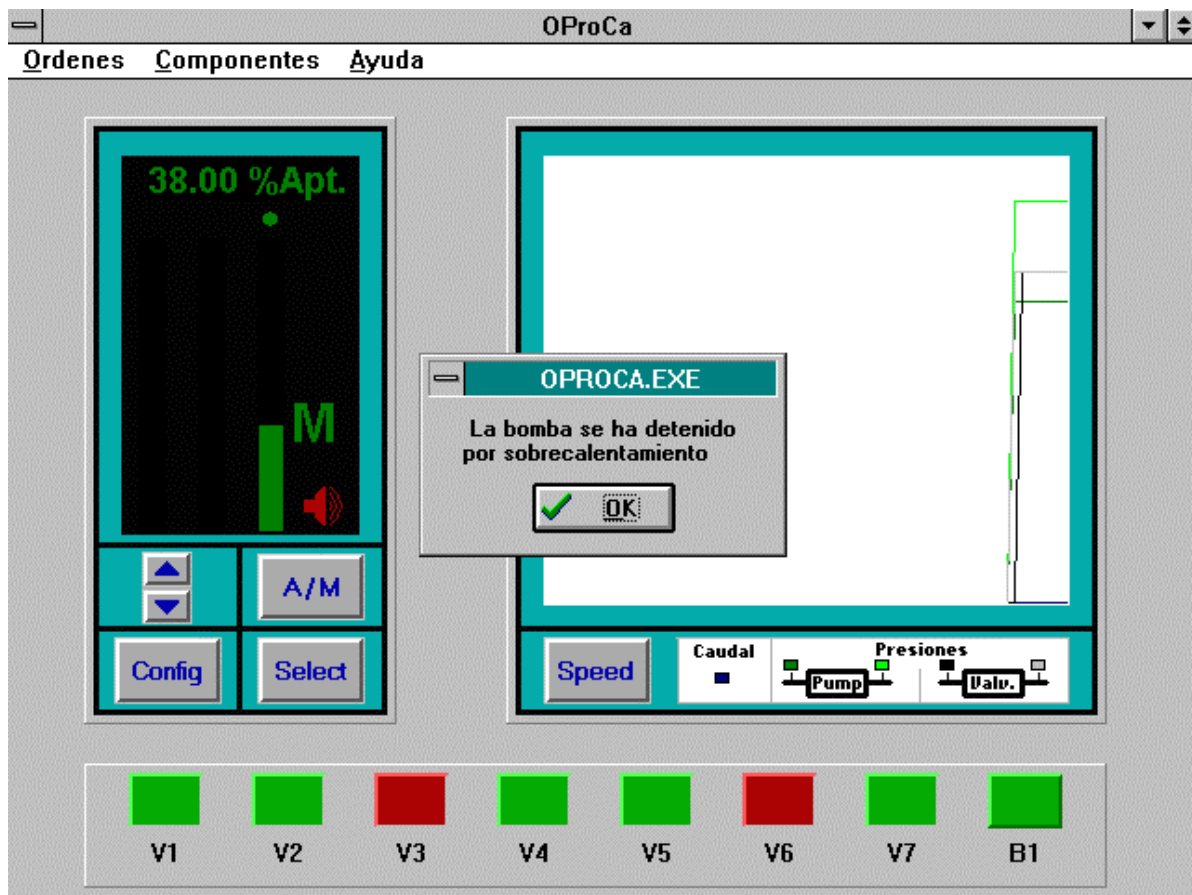 OProCa
Ordenes Componentes Ayuda
38.00 %Apt.
M
A/M
Config Select
OPROCA.EXE
La bomba se ha detenido
por sobrecalentamiento
OK
Speed
Caudal
Presiones
Pump
Valv.
V1 V2 V3 V4 V5 V6 V7 B1